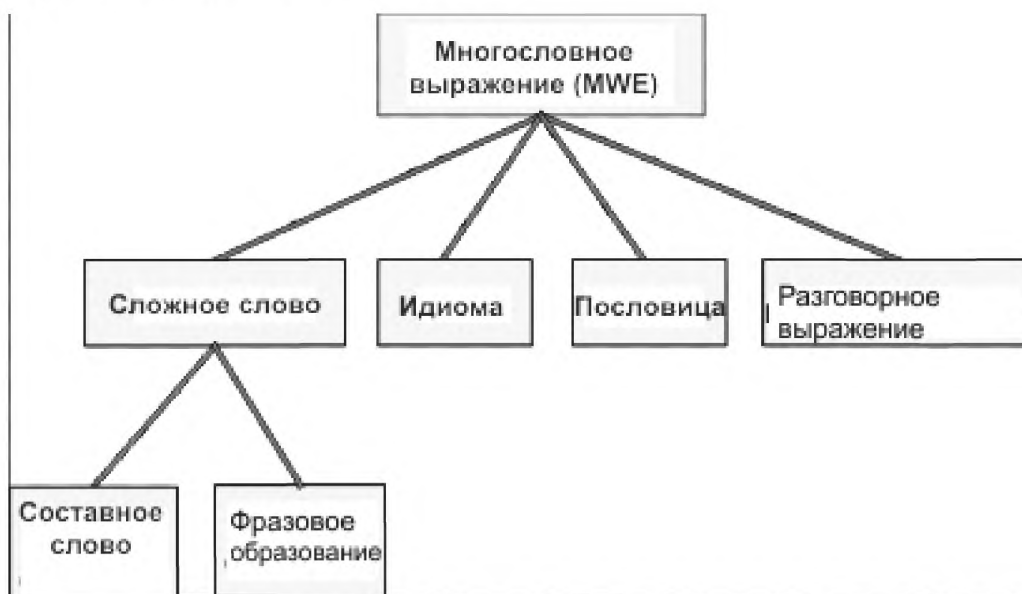 Многословное
выражение (MWE)
Сложное слово
Идиома
Пословица
Разговорное
выражение
Составное
слово
Фразовое
образование